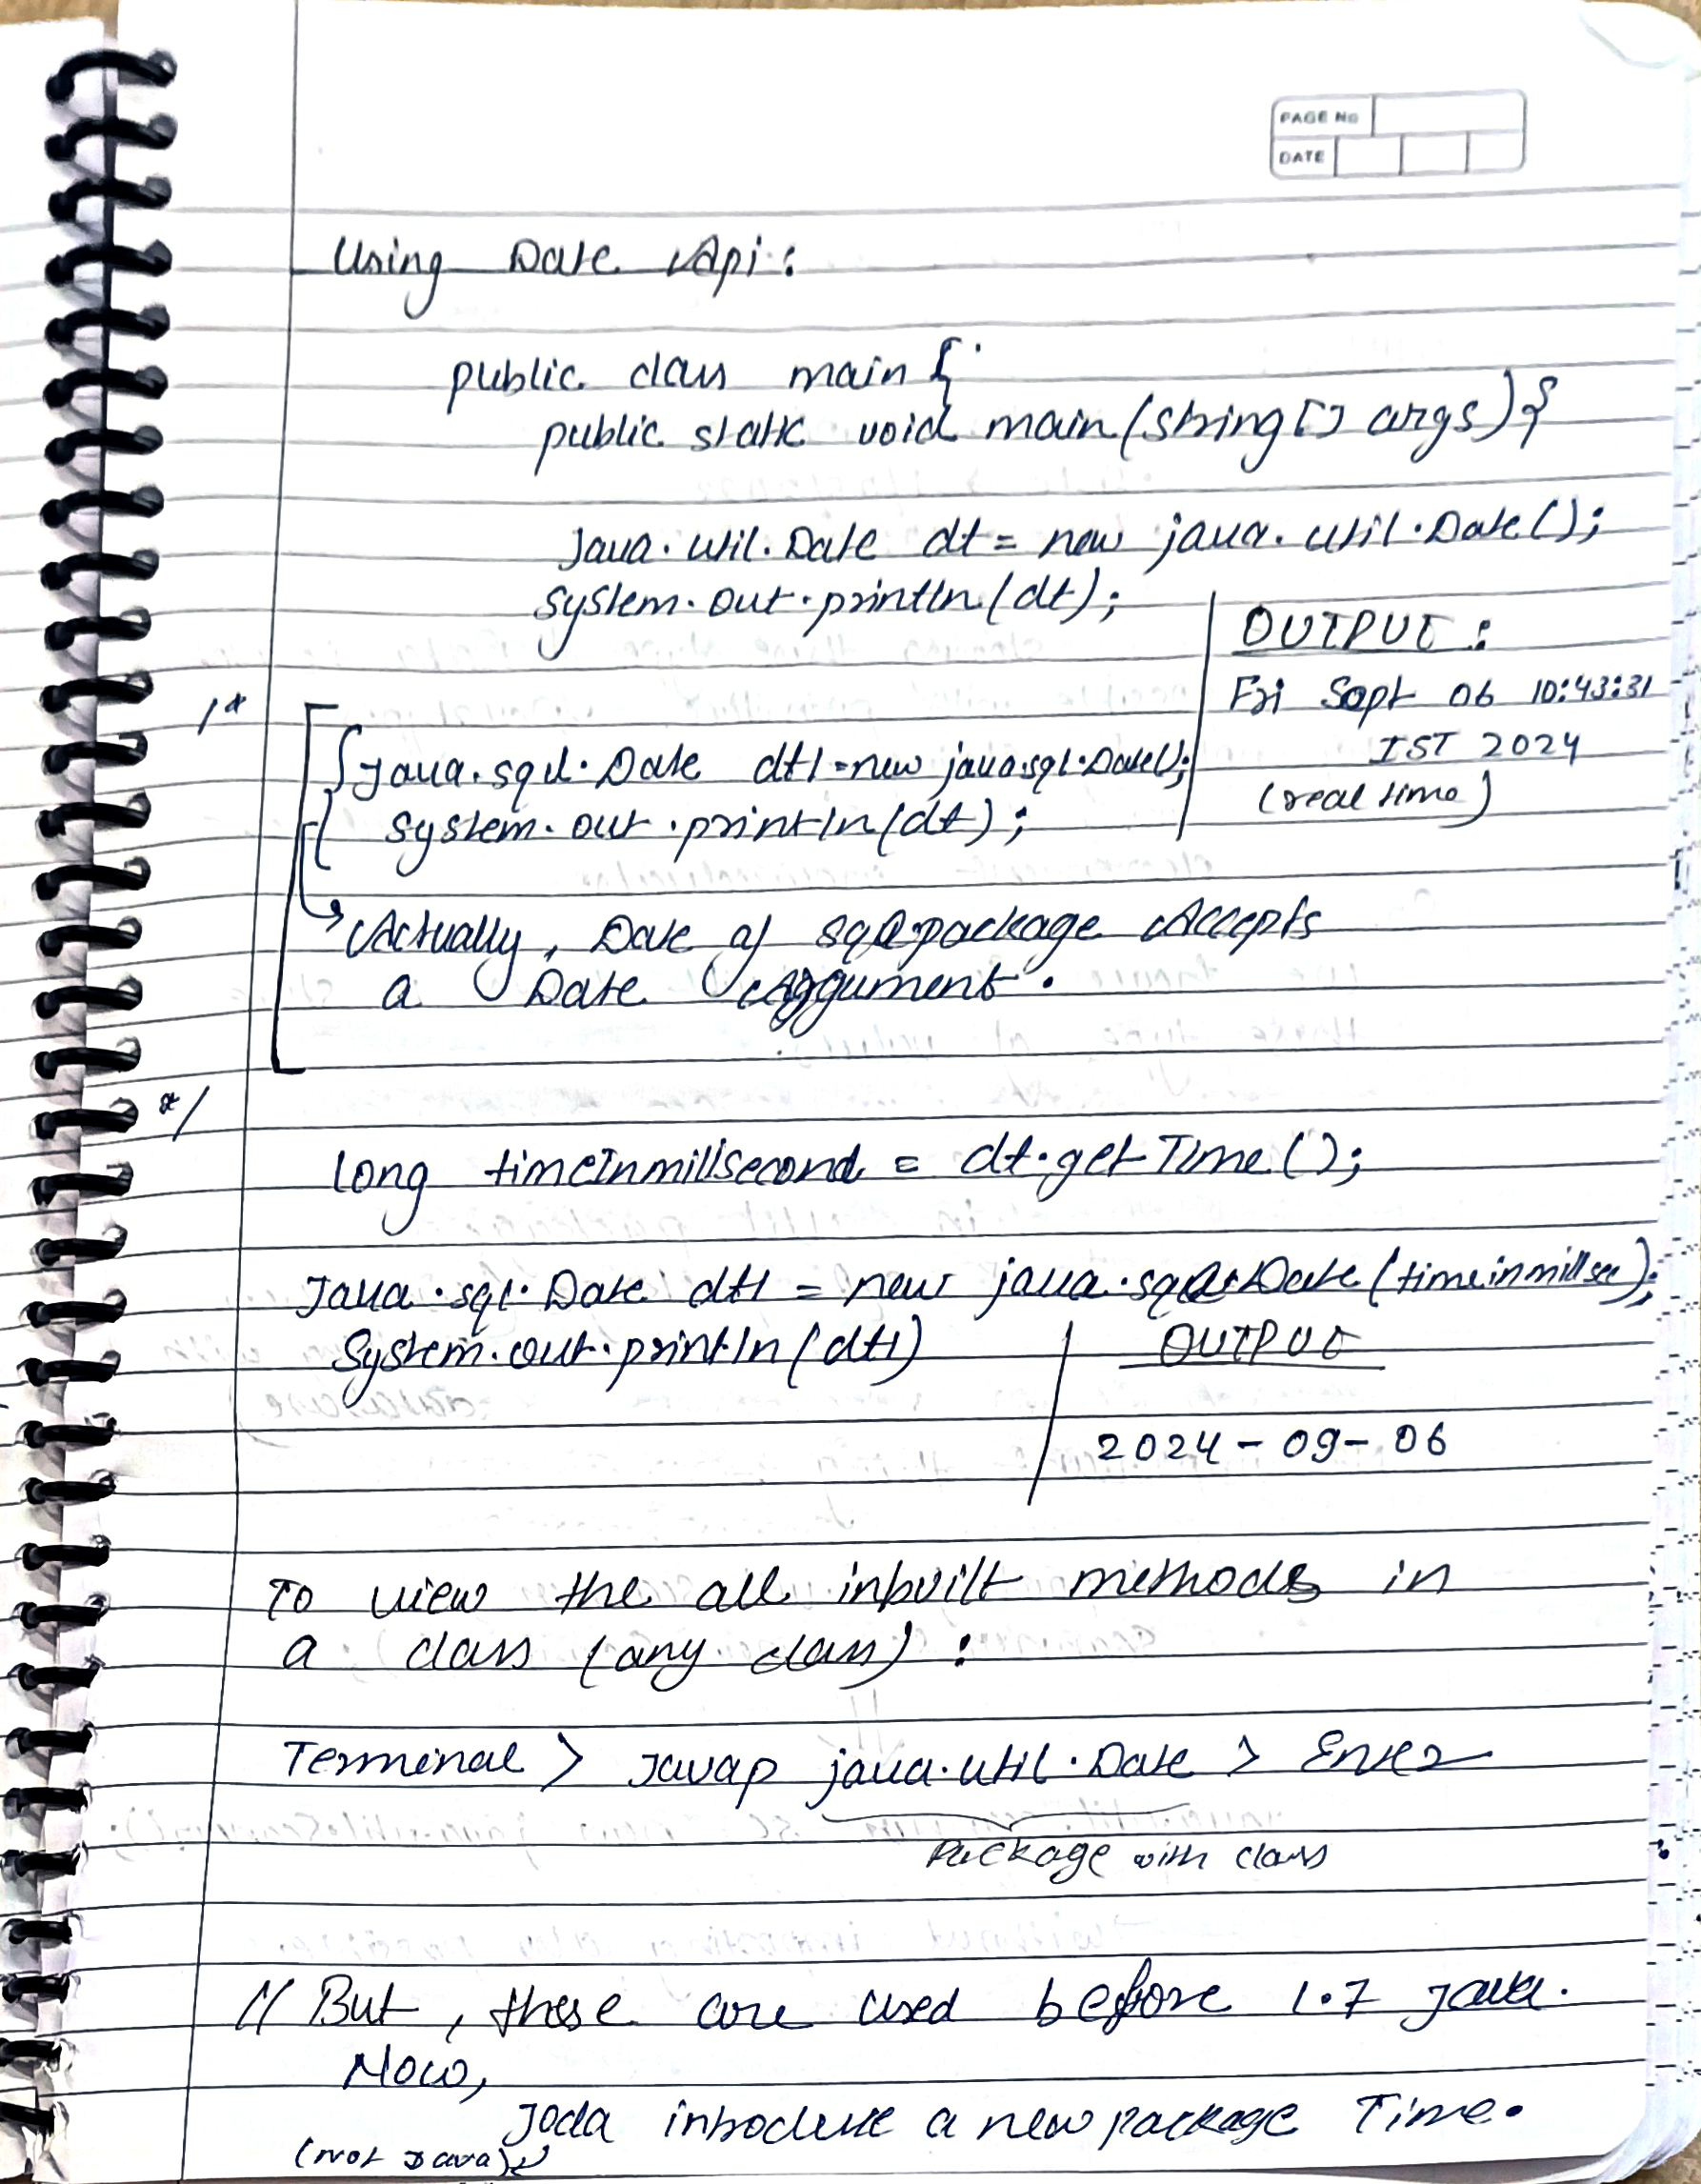 PAGE No
DATE
Using Date Api:
public class main {
public static void main(string[] args){
java.util.Date dt = new java.util.Date();
system.out.println(dt);
OUTPUT:
Fri Sept 06 10:43:31
IST 2024
(real time)
/*
java.sql.Date dt1=new java.sql.Date();
system.out.println(dt);
Actually, Date of sql package Accepts
a Date Arggument.
*/
long timeInmillsecond = dt.getTime();
Java.sql.Date dt1 = new java.sql.Date(timeinmillsec);
System.out.println(dt1)
OUTPUT
2024-09-06
To view the all inbuilt methods in
a class (any class):
Terminal > Javap java.util.Date > Enter
Package with class
// But, these are used before 1.7 java.
Now,
Joda introduce a new package Time.
(not Java)